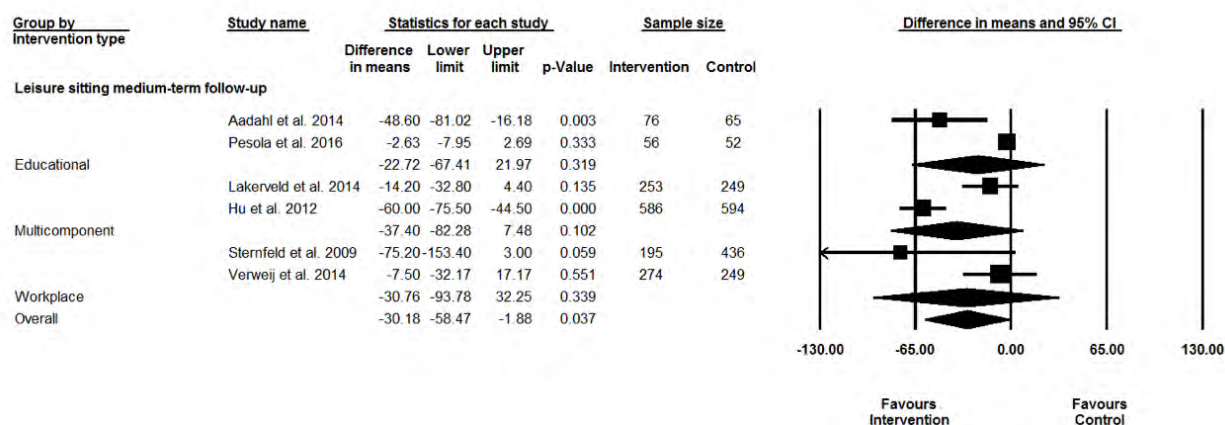 Group by Study name Statistics for each study Sample size Difference in means and 95% CI
Intervention type
Difference Lower Upper
in means limit limit p-Value Intervention Control
Leisure sitting medium-term follow-up
Aadahl et al. 2014 -48.60 -81.02 -16.18 0.003 76 65
Pesola et al. 2016 -2.63 -7.95 2.69 0.333 56 52
Educational -22.72 -67.41 21.97 0.319
Lakerveld et al. 2014 -14.20 -32.80 4.40 0.135 253 249
Hu et al. 2012 -60.00 -75.50 -44.50 0.000 586 594
Multicomponent -37.40 -82.28 7.48 0.102
Sternfeld et al. 2009 -75.20 -153.40 3.00 0.059 195 436
Verweij et al. 2014 -7.50 -32.17 17.17 0.551 274 249
Workplace -30.76 -93.78 32.25 0.339
Overall -30.18 -58.47 -1.88 0.037
-130.00 -65.00 0.00 65.00 130.00
Favours Favours
Intervention Control